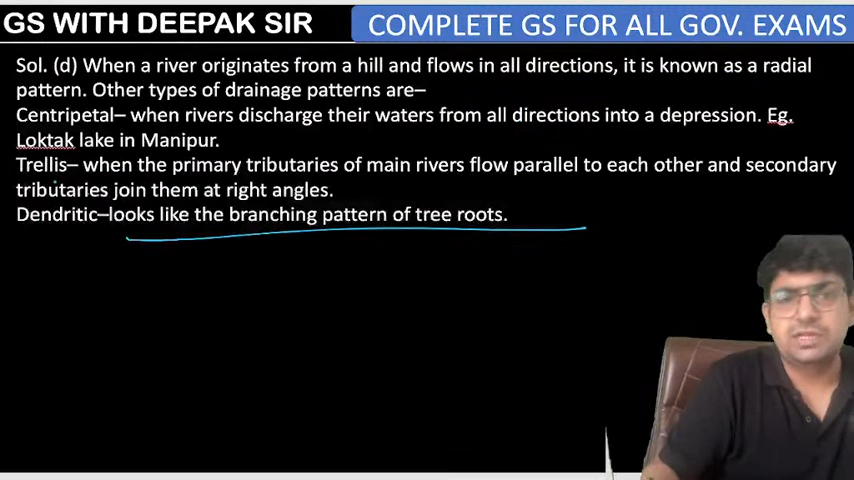 GS WITH DEEPAK SIR
COMPLETE GS FOR ALL GOV. EXAMS
Sol. (d) When a river originates from a hill and flows in all directions, it is known as a radial
pattern. Other types of drainage patterns are–
Centripetal– when rivers discharge their waters from all directions into a depression. Eg.
Loktak lake in Manipur.
Trellis– when the primary tributaries of main rivers flow parallel to each other and secondary
tributaries join them at right angles.
Dendritic–looks like the branching pattern of tree roots.